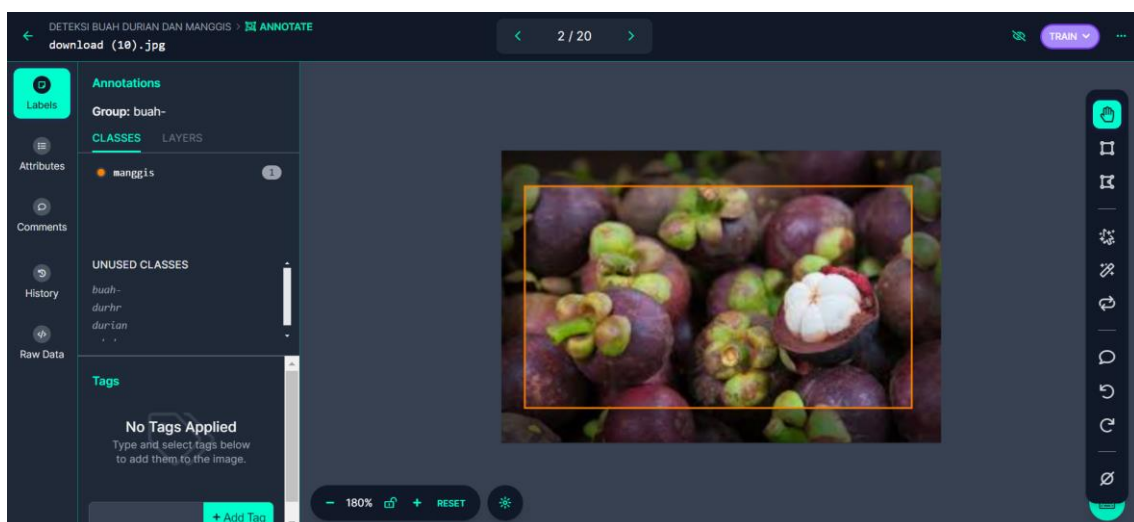 DETEKSI BUAH DURIAN DAN MANGGIS > ANNOTATE
download (10).jpg
2 / 20
TRAIN
Labels
Attributes
Comments
History
Raw Data
Annotations
Group: buah-
CLASSES LAYERS
manggis 1
UNUSED CLASSES
buah-
durhr
durian
Tags
No Tags Applied
Type and select tags below
to add them to the image.
+ Add Tag
− 180% + RESET